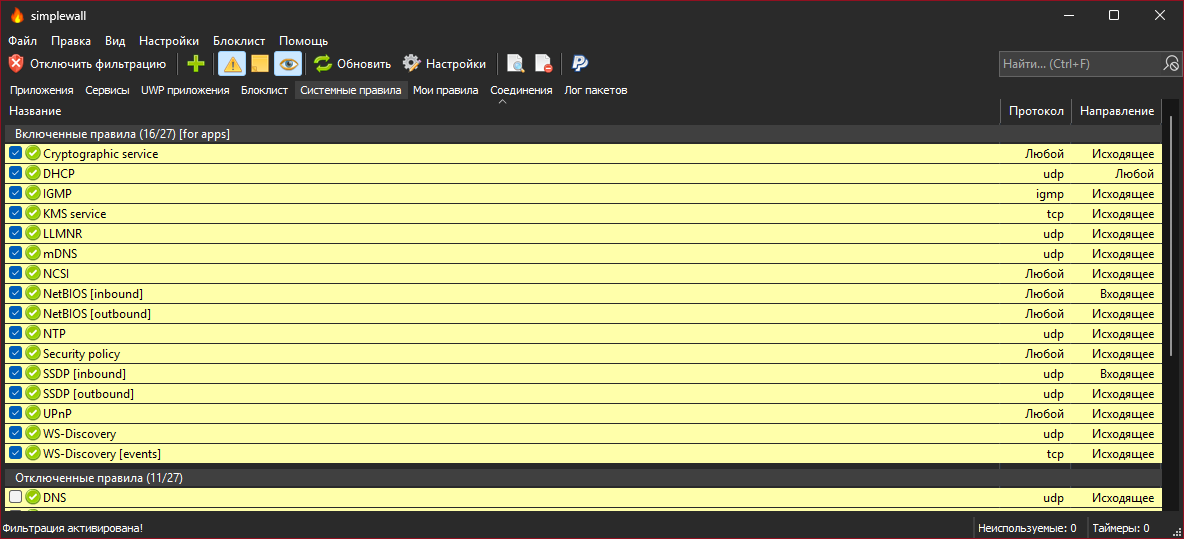 simplewall
Файл Правка Вид Настройки Блоклист Помощь
Отключить фильтрацию Обновить Настройки Найти... (Ctrl+F)
Приложения Сервисы UWP приложения Блоклист Системные правила Мои правила Соединения Лог пакетов
Название Протокол Направление
Включенные правила (16/27) [for apps]
Cryptographic service Любой Исходящее
DHCP udp Любой
IGMP igmp Исходящее
KMS service tcp Исходящее
LLMNR udp Исходящее
mDNS udp Исходящее
NCSI Любой Исходящее
NetBIOS [inbound] Любой Входящее
NetBIOS [outbound] Любой Исходящее
NTP udp Исходящее
Security policy Любой Исходящее
SSDP [inbound] udp Входящее
SSDP [outbound] udp Исходящее
UPnP Любой Исходящее
WS-Discovery udp Исходящее
WS-Discovery [events] tcp Исходящее
Отключенные правила (11/27)
DNS udp Исходящее
Фильтрация активирована! Неиспользуемые: 0 Таймеры: 0